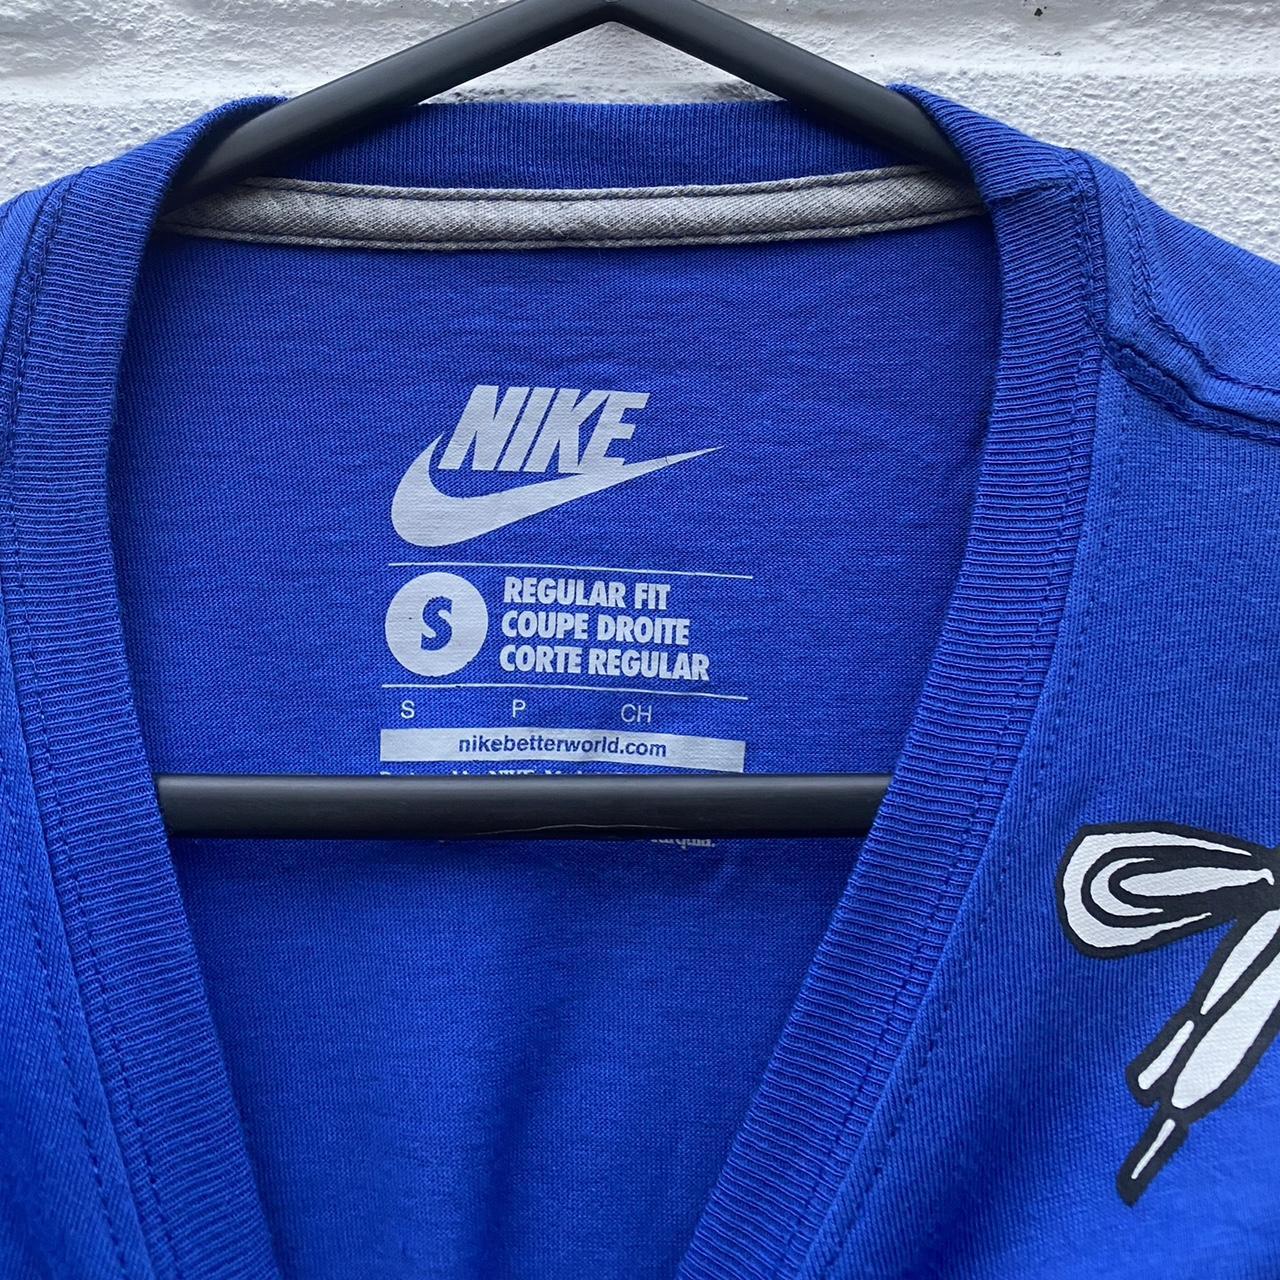 NIKE
S
REGULAR FIT
COUPE DROITE
CORTE REGULAR
S P CH
nikebetterworld.com